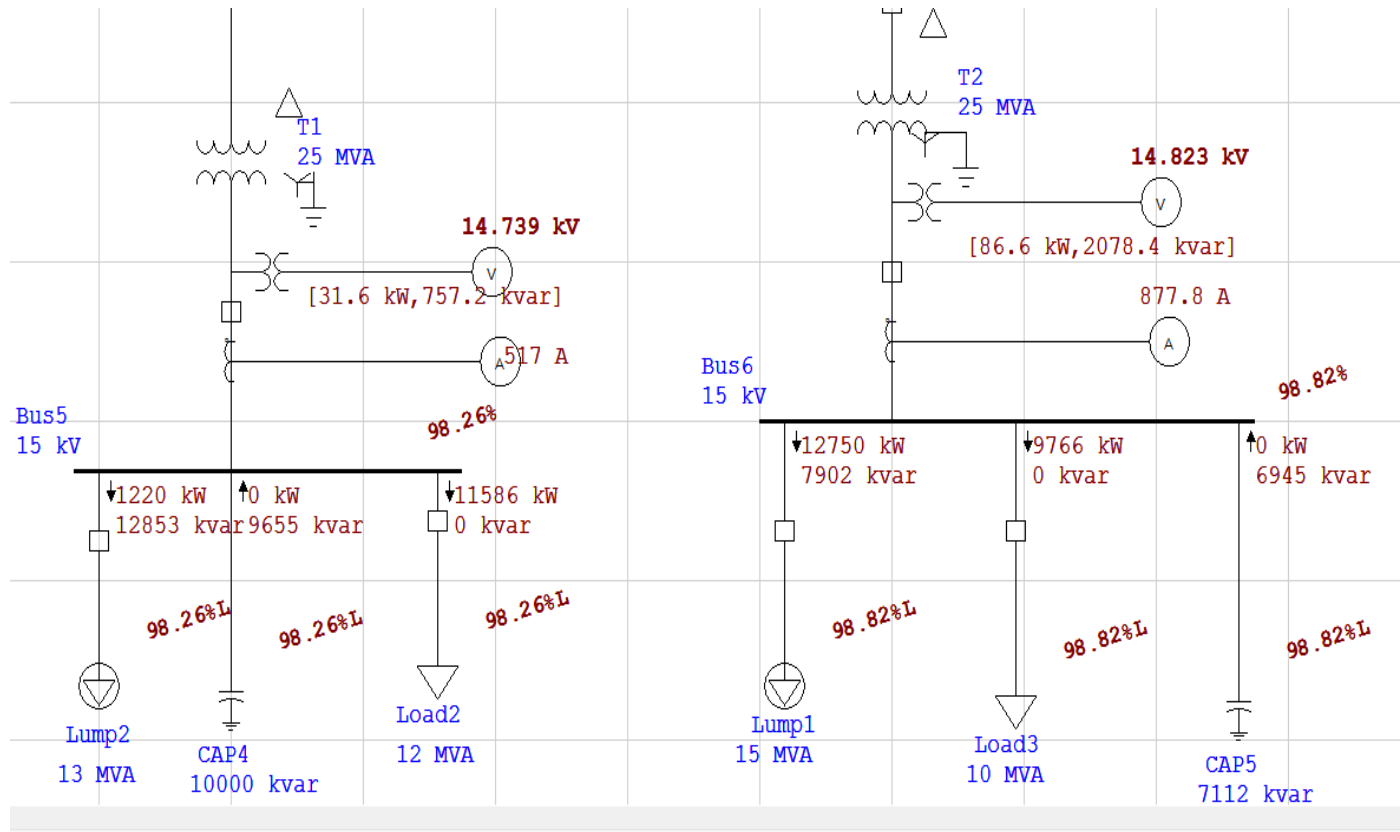 T1
25 MVA
14.739 kV
V
[31.6 kW,757.2 kvar]
A
517 A
Bus5
15 kV
98.26%
1220 kW
12853 kvar
0 kW
9655 kvar
11586 kW
0 kvar
98.26%L
98.26%L
98.26%L
Lump2
13 MVA
CAP4
10000 kvar
Load2
12 MVA
T2
25 MVA
14.823 kV
V
[86.6 kW,2078.4 kvar]
877.8 A
A
Bus6
15 kV
98.82%
12750 kW
7902 kvar
9766 kW
0 kvar
0 kW
6945 kvar
98.82%L
98.82%L
98.82%L
Lump1
15 MVA
Load3
10 MVA
CAP5
7112 kvar